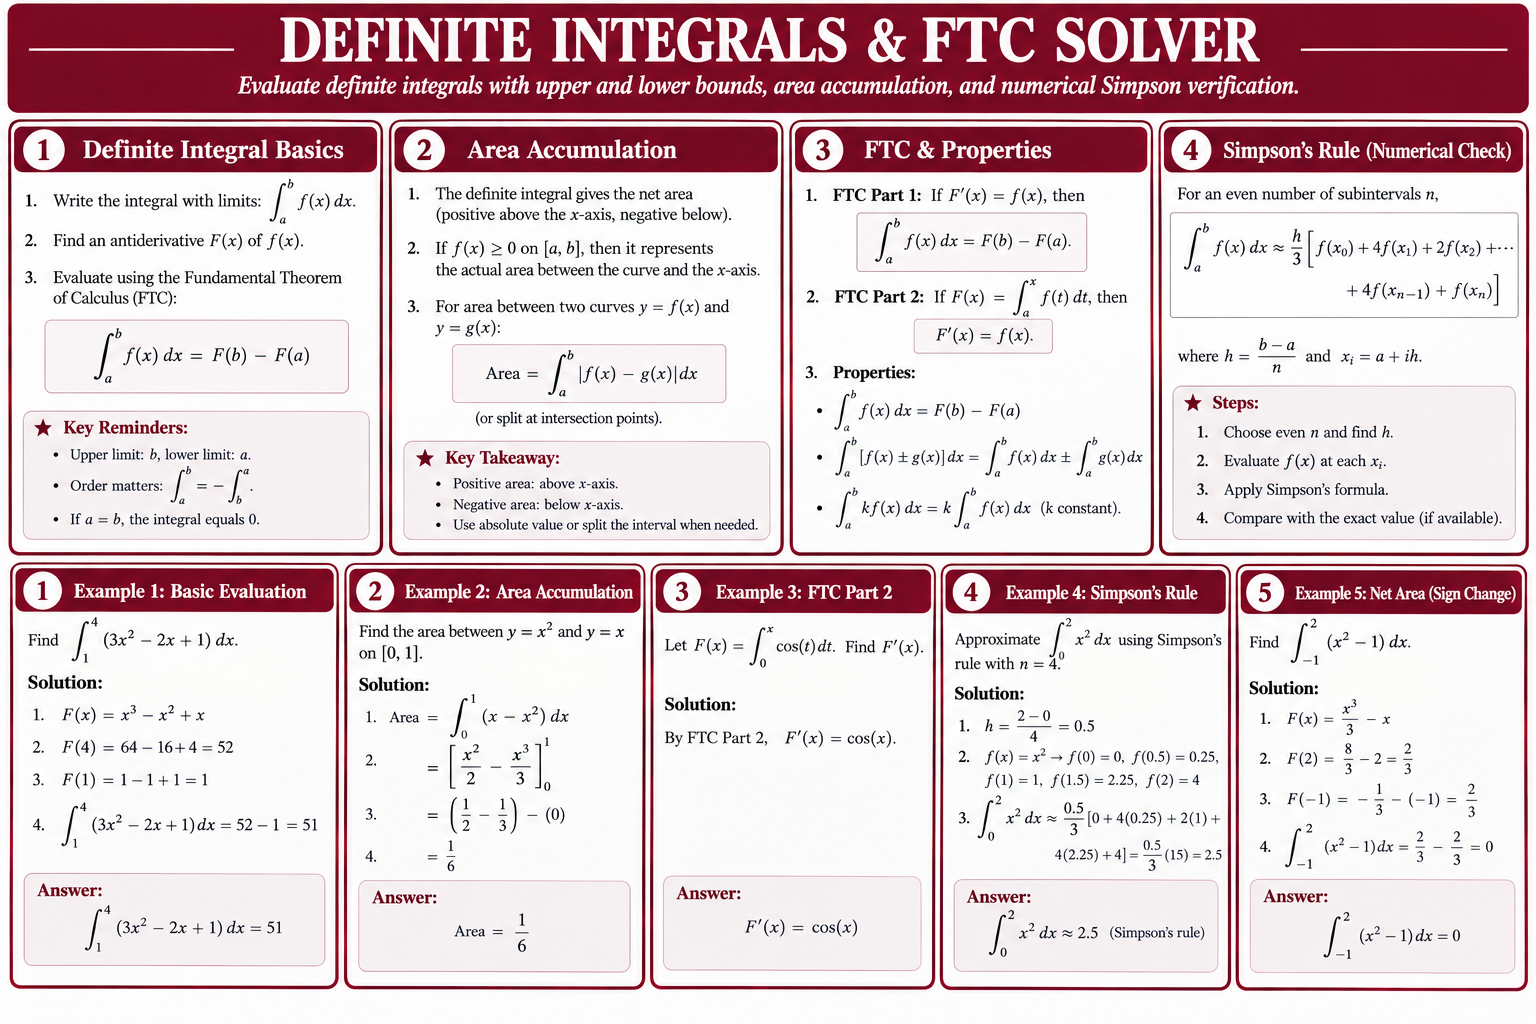 DEFINITE INTEGRALS & FTC SOLVER
Evaluate definite integrals with upper and lower bounds, area accumulation, and numerical Simpson verification.
1 Definite Integral Basics
1. Write the integral with limits: ∫_a^b f(x) dx.
2. Find an antiderivative F(x) of f(x).
3. Evaluate using the Fundamental Theorem
of Calculus (FTC):
∫_a^b f(x) dx = F(b) − F(a)
★ Key Reminders:
• Upper limit: b, lower limit: a.
• Order matters: ∫_a^b = − ∫_b^a.
• If a = b, the integral equals 0.
2 Area Accumulation
1. The definite integral gives the net area
(positive above the x-axis, negative below).
2. If f(x) ≥ 0 on [a, b], then it represents
the actual area between the curve and the x-axis.
3. For area between two curves y = f(x) and
y = g(x):
Area = ∫_a^b |f(x) − g(x)|dx
(or split at intersection points).
★ Key Takeaway:
• Positive area: above x-axis.
• Negative area: below x-axis.
• Use absolute value or split the interval when needed.
3 FTC & Properties
1. FTC Part 1: If F′(x) = f(x), then
∫_a^b f(x) dx = F(b) − F(a).
2. FTC Part 2: If F(x) = ∫_a^x f(t) dt, then
F′(x) = f(x).
3. Properties:
• ∫_a^b f(x) dx = F(b) − F(a)
• ∫_a^b [f(x) ± g(x)] dx = ∫_a^b f(x) dx ± ∫_a^b g(x) dx
• ∫_a^b kf(x) dx = k ∫_a^b f(x) dx (k constant).
4 Simpson's Rule (Numerical Check)
For an even number of subintervals n,
∫_a^b f(x) dx ≈ h/3 [f(x₀) + 4f(x₁) + 2f(x₂) +⋯
+ 4f(xₙ₋₁) + f(xₙ)]
where h = (b − a)/n and xᵢ = a + ih.
★ Steps:
1. Choose even n and find h.
2. Evaluate f(x) at each xᵢ.
3. Apply Simpson's formula.
4. Compare with the exact value (if available).
1 Example 1: Basic Evaluation
Find ∫_1^4 (3x² − 2x + 1) dx.
Solution:
1. F(x) = x³ − x² + x
2. F(4) = 64 − 16 + 4 = 52
3. F(1) = 1 − 1 + 1 = 1
4. ∫_1^4 (3x² − 2x + 1) dx = 52 − 1 = 51
Answer:
∫_1^4 (3x² − 2x + 1) dx = 51
2 Example 2: Area Accumulation
Find the area between y = x² and y = x
on [0, 1].
Solution:
1. Area = ∫_0^1 (x − x²) dx
2. = [x²/2 − x³/3]_0^1
3. = (1/2 − 1/3) − (0)
4. = 1/6
Answer:
Area = 1/6
3 Example 3: FTC Part 2
Let F(x) = ∫_0^x cos(t) dt. Find F′(x).
Solution:
By FTC Part 2, F′(x) = cos(x).
Answer:
F′(x) = cos(x)
4 Example 4: Simpson's Rule
Approximate ∫_0^2 x² dx using Simpson's
rule with n = 4.
Solution:
1. h = (2 − 0)/4 = 0.5
2. f(x) = x² → f(0) = 0, f(0.5) = 0.25,
f(1) = 1, f(1.5) = 2.25, f(2) = 4
3. ∫_0^2 x² dx ≈ 0.5/3 [0 + 4(0.25) + 2(1) +
4(2.25) + 4] = 0.5/3 (15) = 2.5
Answer:
∫_0^2 x² dx ≈ 2.5 (Simpson's rule)
5 Example 5: Net Area (Sign Change)
Find ∫_−1^2 (x² − 1) dx.
Solution:
1. F(x) = x³/3 − x
2. F(2) = 8/3 − 2 = 2/3
3. F(−1) = − 1/3 − (−1) = 2/3
4. ∫_−1^2 (x² − 1) dx = 2/3 − 2/3 = 0
Answer:
∫_−1^2 (x² − 1) dx = 0